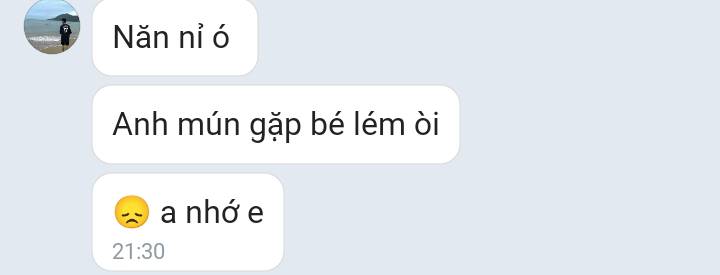 Năn nỉ ó
Anh mún gặp bé lém òi
😞 a nhớ e
21:30